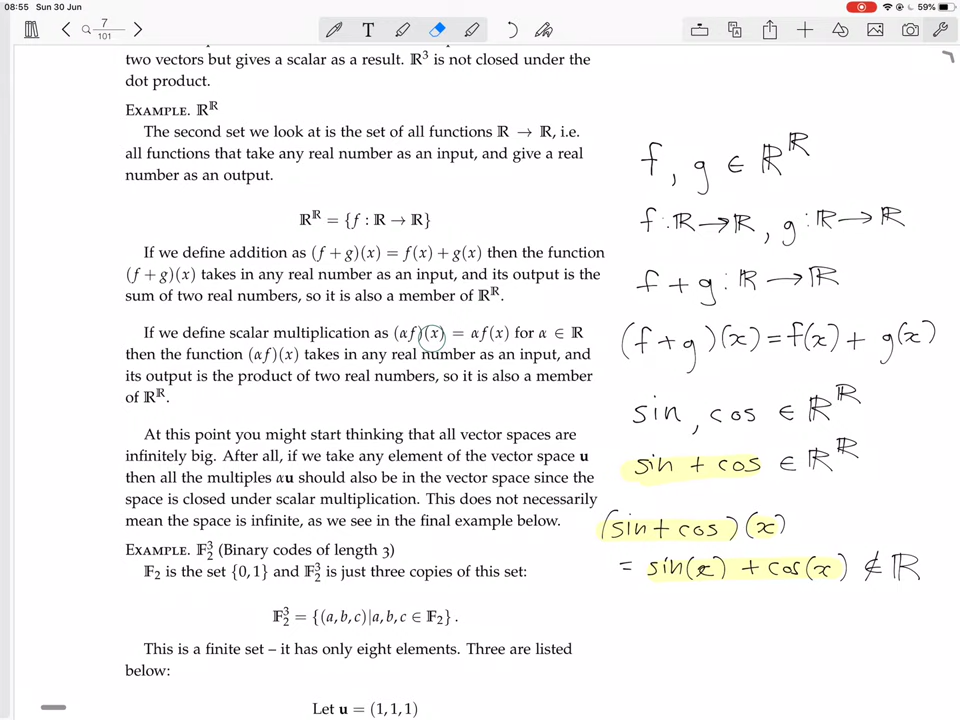 08:55 Sun 30 Jun
59%
7
101
T
two vectors but gives a scalar as a result. ℝ³ is not closed under the
dot product.
EXAMPLE. ℝ^ℝ
The second set we look at is the set of all functions ℝ → ℝ, i.e.
all functions that take any real number as an input, and give a real
number as an output.
ℝ^ℝ = {f : ℝ → ℝ}
If we define addition as (f + g)(x) = f(x) + g(x) then the function
(f + g)(x) takes in any real number as an input, and its output is the
sum of two real numbers, so it is also a member of ℝ^ℝ.
If we define scalar multiplication as (αf)(x) = αf(x) for α ∈ ℝ
then the function (αf)(x) takes in any real number as an input, and
its output is the product of two real numbers, so it is also a member
of ℝ^ℝ.
At this point you might start thinking that all vector spaces are
infinitely big. After all, if we take any element of the vector space u
then all the multiples αu should also be in the vector space since the
space is closed under scalar multiplication. This does not necessarily
mean the space is infinite, as we see in the final example below.
EXAMPLE. 𝔽₂³ (Binary codes of length 3)
𝔽₂ is the set {0, 1} and 𝔽₂³ is just three copies of this set:
𝔽₂³ = {(a, b, c)|a, b, c ∈ 𝔽₂} .
This is a finite set – it has only eight elements. Three are listed
below:
Let u = (1, 1, 1)
f, g ∈ ℝ^ℝ
f : ℝ → ℝ, g : ℝ → ℝ
f + g : ℝ → ℝ
(f + g)(x) = f(x) + g(x)
sin, cos ∈ ℝ^ℝ
sin + cos ∈ ℝ^ℝ
(sin + cos)(x)
= sin(x) + cos(x) ∉ ℝ